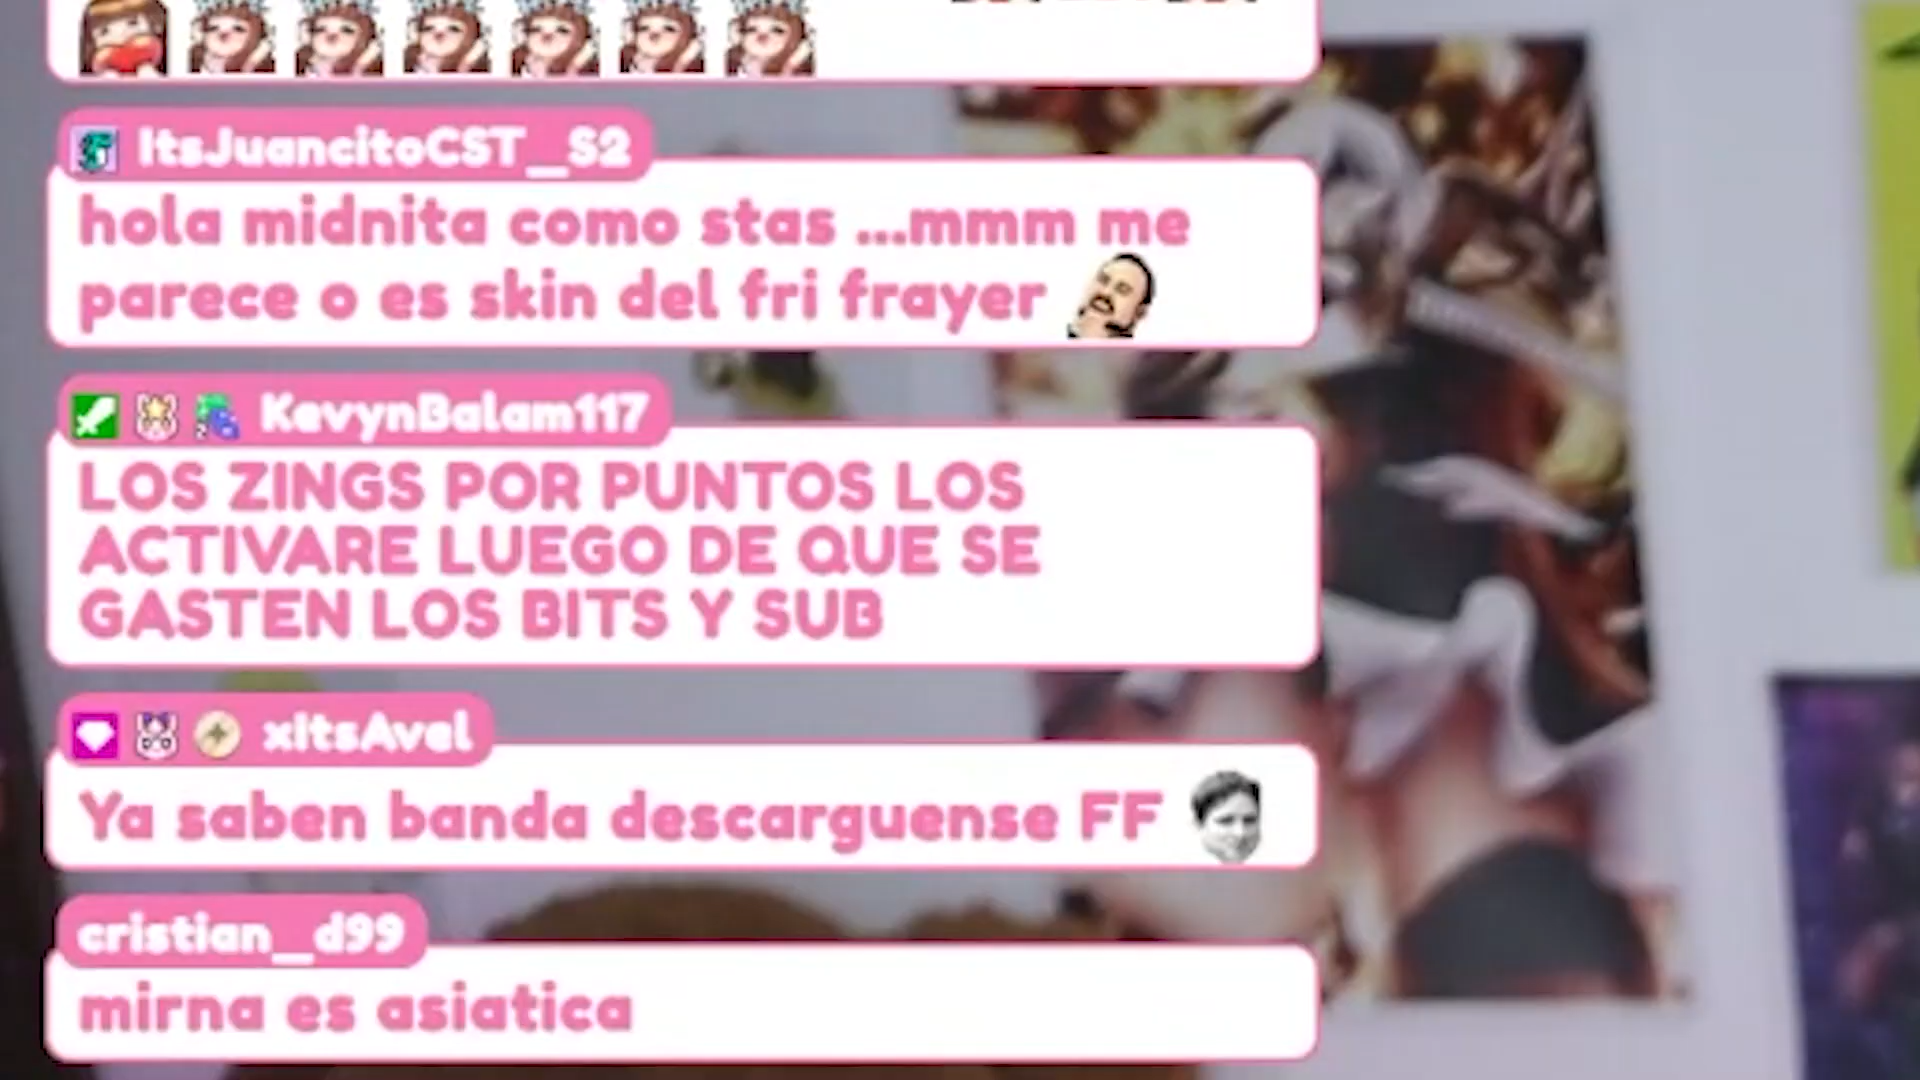 ItsJuancitoCST_S2
hola midnita como stas ...mmm me
parece o es skin del fri frayer
KevynBalam117
LOS ZINGS POR PUNTOS LOS
ACTIVARE LUEGO DE QUE SE
GASTEN LOS BITS Y SUB
xItsAvel
Ya saben banda descarguense FF
cristian_d99
mirna es asiatica